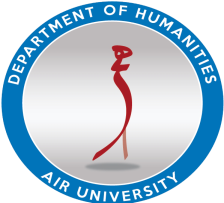 DEPARTMENT OF HUMANITIES
AIR UNIVERSITY